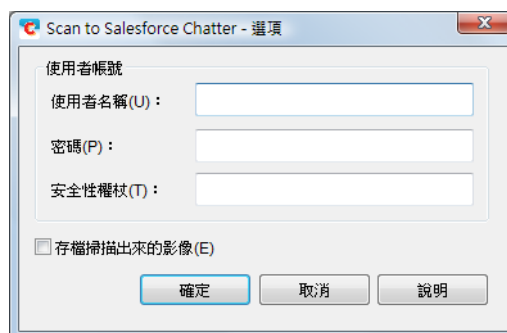 Scan to Salesforce Chatter - 選項
使用者帳號
使用者名稱(U)：
密碼(P)：
安全性權杖(T)：
存檔掃描出來的影像(E)
確定 取消 說明